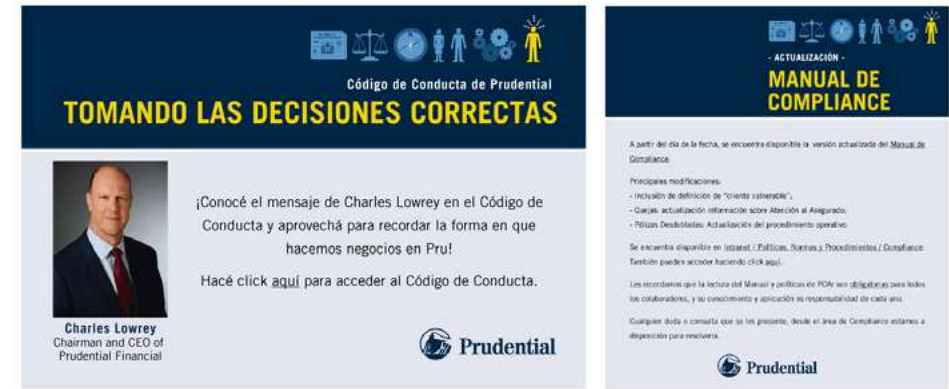 Código de Conducta de Prudential
TOMANDO LAS DECISIONES CORRECTAS
¡Conocé el mensaje de Charles Lowrey en el Código de
Conducta y aprovechá para recordar la forma en que
hacemos negocios en Pru!
Hacé click aquí para acceder al Código de Conducta.
Charles Lowrey
Chairman and CEO of
Prudential Financial
Prudential
- ACTUALIZACIÓN -
MANUAL DE
COMPLIANCE
A partir del día de la fecha, se encuentra disponible la versión actualizada del Manual de
Compliance.
Principales modificaciones:
- Inclusión de definición de "cliente vulnerable";
- Quejas: actualización información sobre Atención al Asegurado;
- Pólizas Desdobladas: Actualización del procedimiento operativo.
Se encuentra disponible en Intranet / Políticas, Normas y Procedimientos / Compliance.
También pueden acceder haciendo click aquí.
Les recordamos que la lectura del Manual y políticas de POAr son obligatorias para todos
los colaboradores, y su conocimiento y aplicación es responsabilidad de cada uno.
Cualquier duda o consulta que se les presente, desde el área de Compliance estamos a
disposición para resolverla.
Prudential